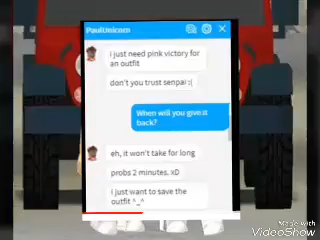 PaulUnicorn
i just need pink victory for
an outfit
don't you trust senpai :(
When will you give it
back?
eh, it won't take for long
probs 2 minutes. xD
I just want to save the
outfit ^_^
Made with
VideoShow